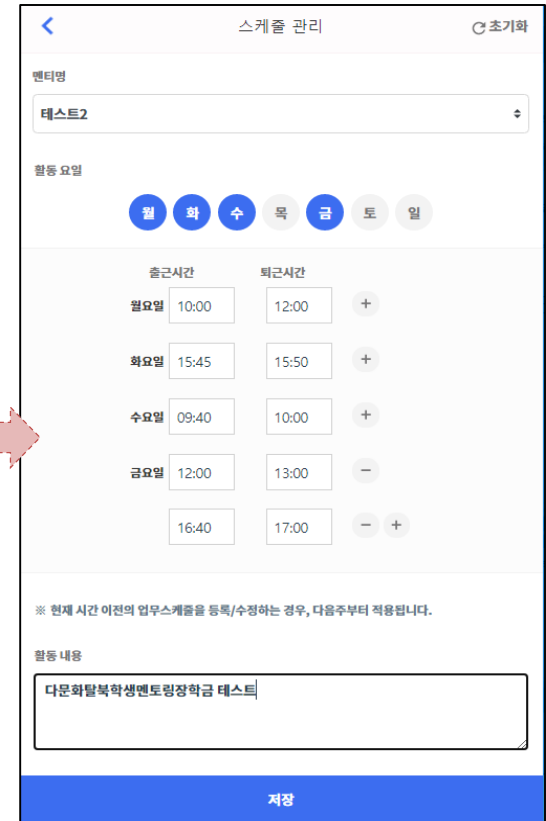 스케줄 관리 초기화
멘티명
테스트2
활동 요일
월 화 수 목 금 토 일
출근시간 퇴근시간
월요일 10:00 12:00 +
화요일 15:45 15:50 +
수요일 09:40 10:00 +
금요일 12:00 13:00 −
16:40 17:00 − +
※ 현재 시간 이전의 업무스케줄을 등록/수정하는 경우, 다음주부터 적용됩니다.
활동 내용
다문화탈북학생멘토링장학금 테스트
저장